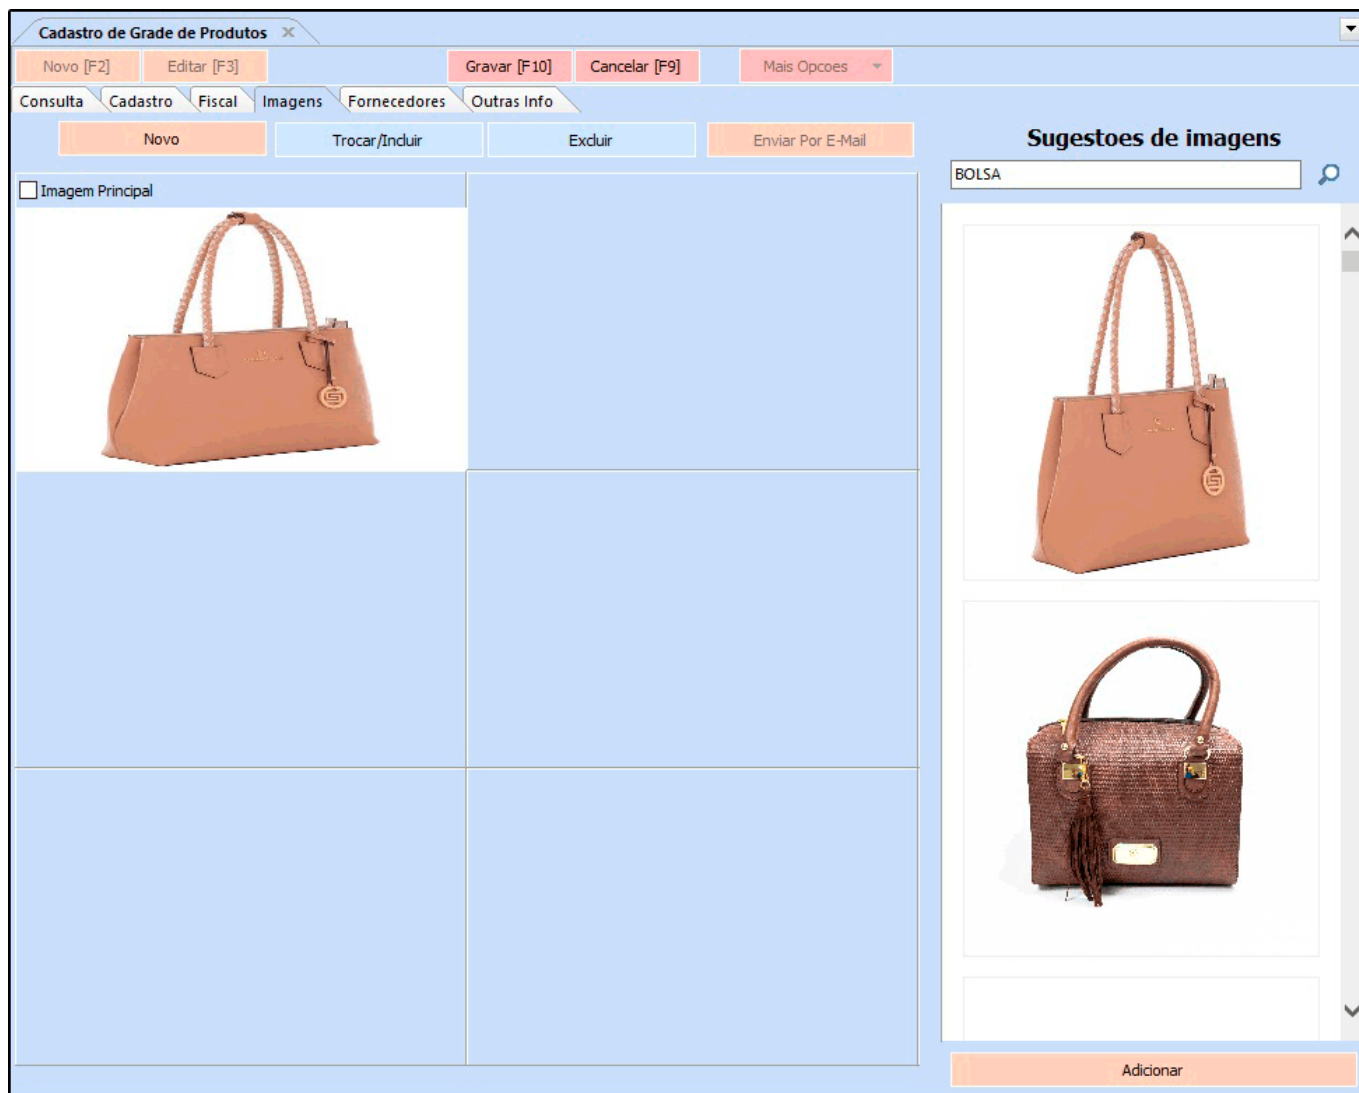 Cadastro de Grade de Produtos
Novo [F2] Editar [F3] Gravar [F10] Cancelar [F9] Mais Opcoes
Consulta Cadastro Fiscal Imagens Fornecedores Outras Info
Novo Trocar/Incluir Excluir Enviar Por E-Mail
Sugestoes de imagens
BOLSA
Imagem Principal
Adicionar